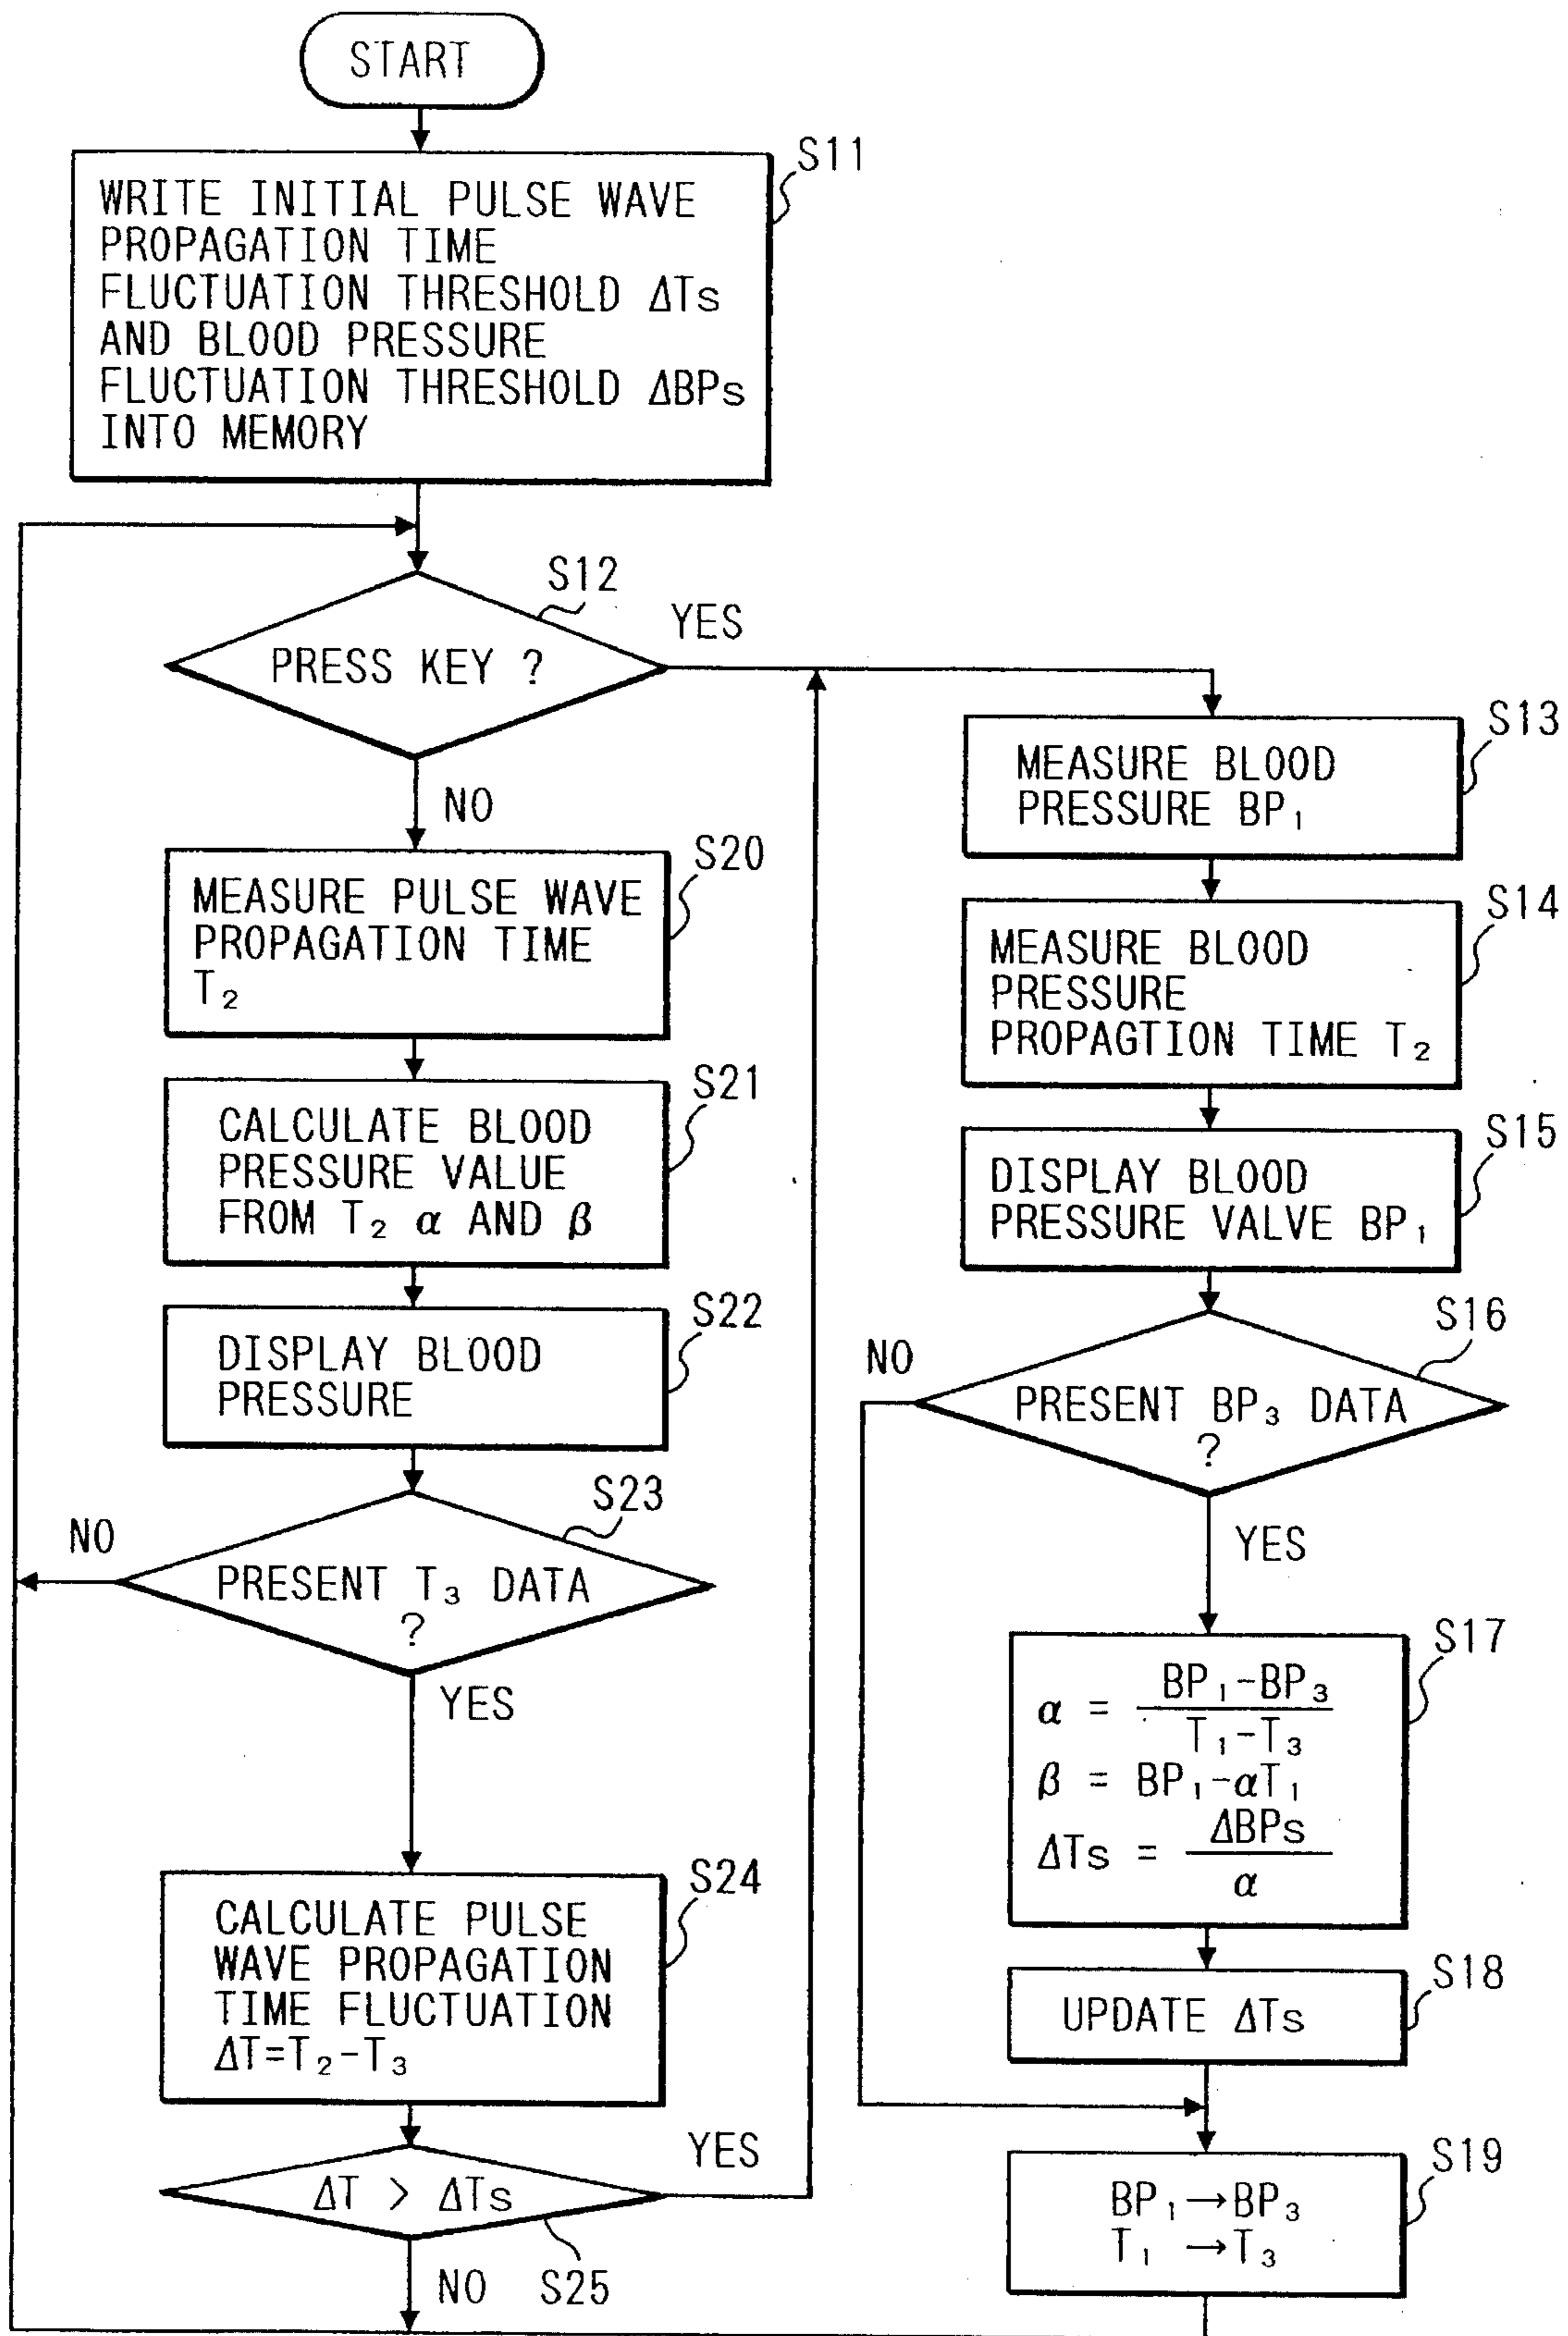 START
S11
WRITE INITIAL PULSE WAVE
PROPAGATION TIME
FLUCTUATION THRESHOLD ΔTs
AND BLOOD PRESSURE
FLUCTUATION THRESHOLD ΔBPs
INTO MEMORY
S12
PRESS KEY ?
YES
NO
S20
MEASURE PULSE WAVE
PROPAGATION TIME
T₂
S21
CALCULATE BLOOD
PRESSURE VALUE
FROM T₂ α AND β
S22
DISPLAY BLOOD
PRESSURE
S23
NO
PRESENT T₃ DATA
?
YES
S24
CALCULATE PULSE
WAVE PROPAGATION
TIME FLUCTUATION
ΔT=T₂-T₃
YES
ΔT > ΔTs
NO
S25
S13
MEASURE BLOOD
PRESSURE BP₁
S14
MEASURE BLOOD
PRESSURE
PROPAGTION TIME T₂
S15
DISPLAY BLOOD
PRESSURE VALVE BP₁
S16
NO
PRESENT BP₃ DATA
?
YES
S17
α = BP₁-BP₃
T₁-T₃
β = BP₁-αT₁
ΔTs = ΔBPs
α
S18
UPDATE ΔTs
S19
BP₁→BP₃
T₁ →T₃